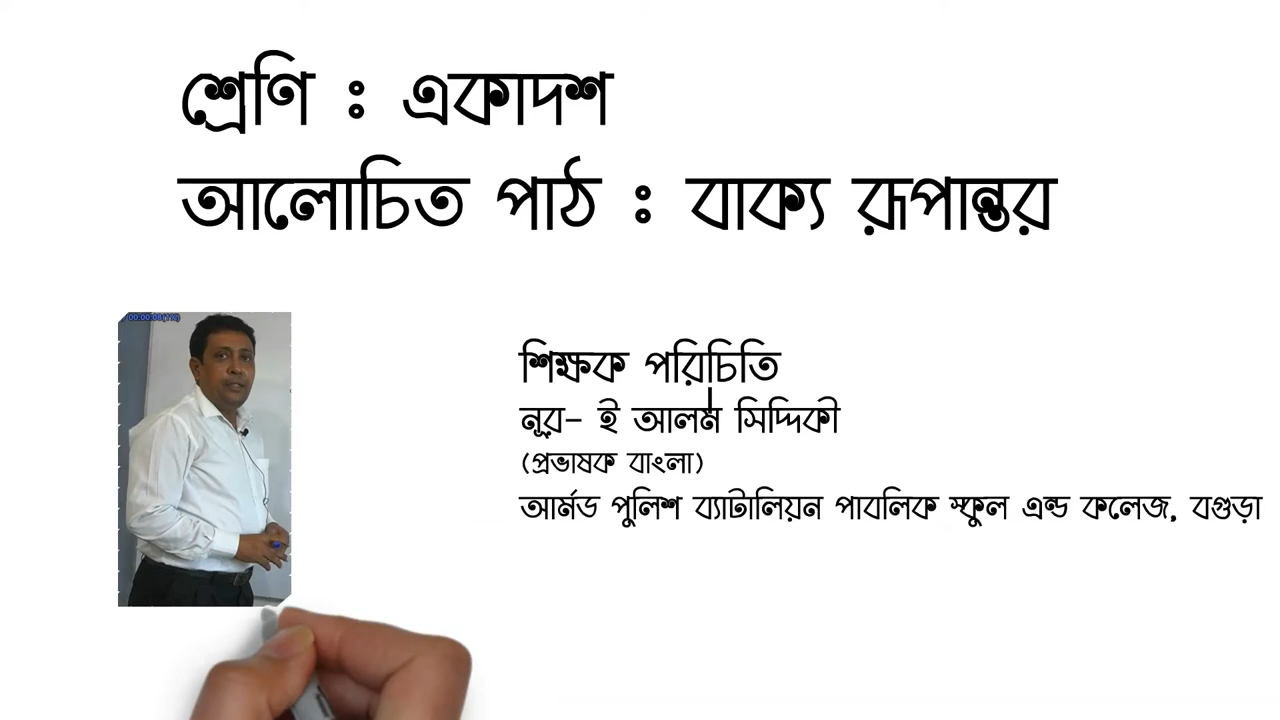 শ্রেণি ঃ একাদশ
আলোচিত পাঠ ঃ বাক্য রূপান্তর
শিক্ষক পরিচিতি
নূর- ই আলম সিদ্দিকী
(প্রভাষক বাংলা)
আর্মড পুলিশ ব্যাটালিয়ন পাবলিক স্কুল এন্ড কলেজ, বগুড়া